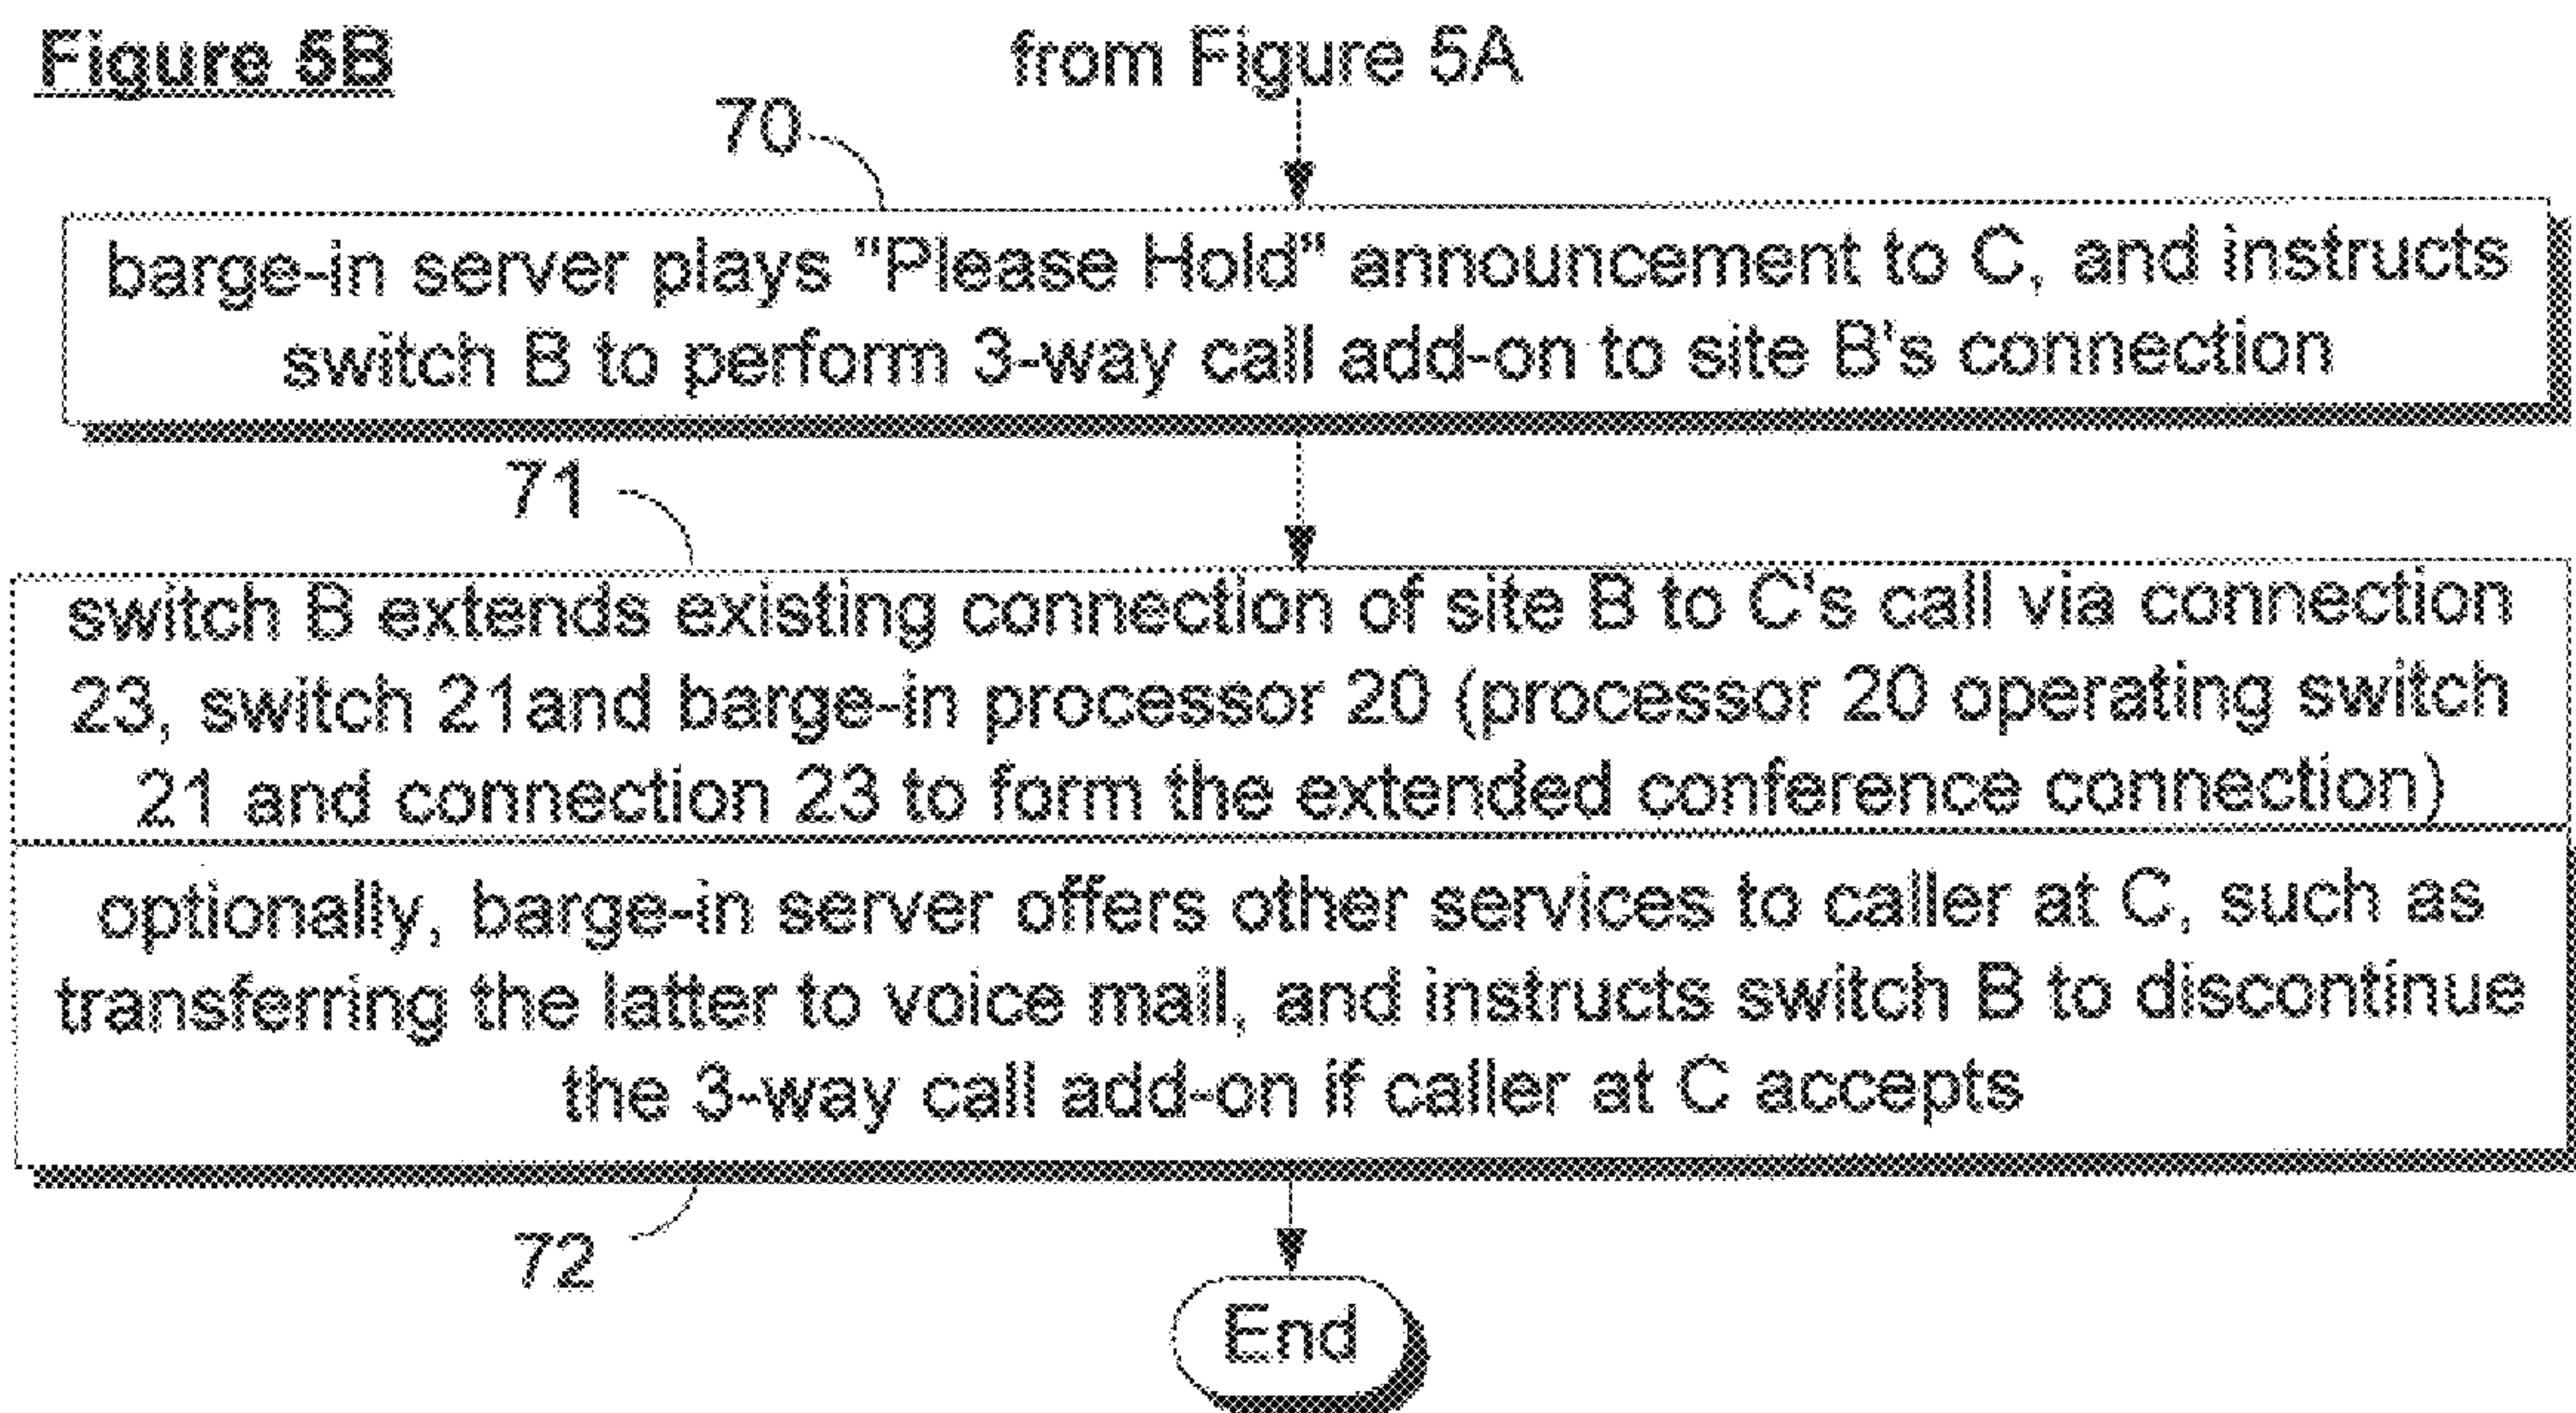 Figure 5B
from Figure 5A
70
barge-in server plays "Please Hold" announcement to C, and instructs
switch B to perform 3-way call add-on to site B's connection
71
switch B extends existing connection of site B to C's call via connection
23, switch 21and barge-in processor 20 (processor 20 operating switch
21 and connection 23 to form the extended conference connection)
optionally, barge-in server offers other services to caller at C, such as
transferring the latter to voice mail, and instructs switch B to discontinue
the 3-way call add-on if caller at C accepts
72
End